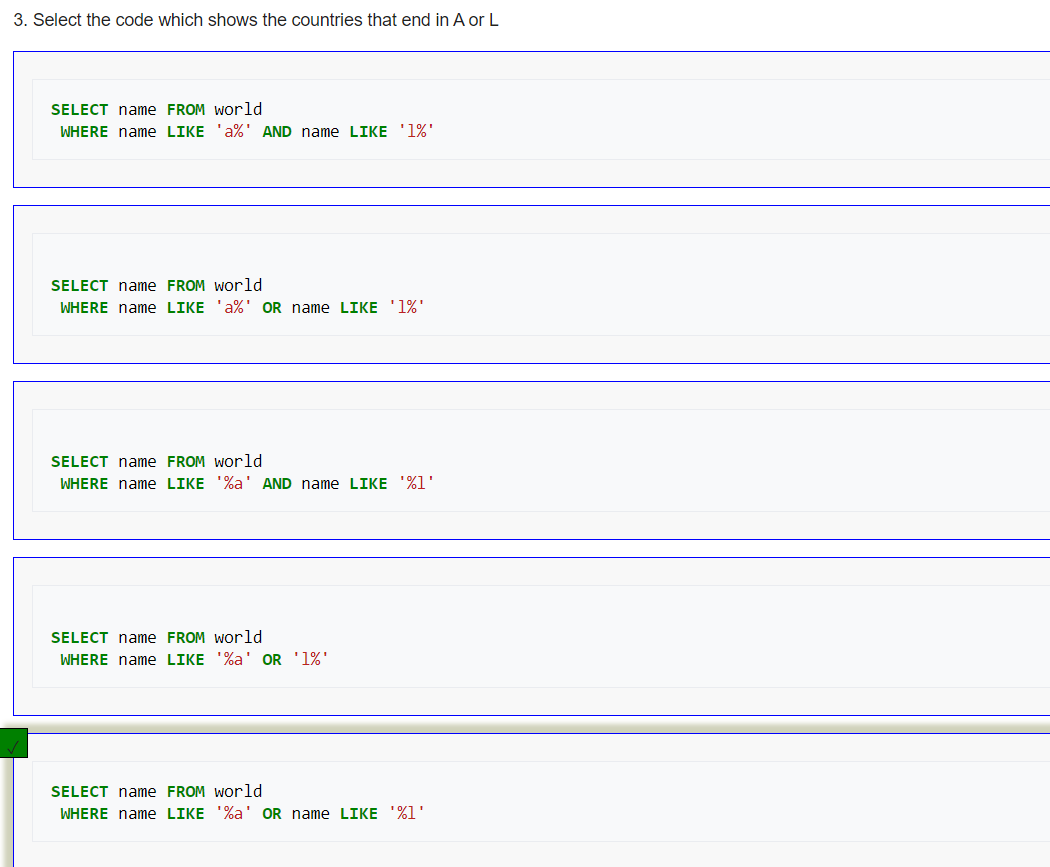 3. Select the code which shows the countries that end in A or L
SELECT name FROM world
WHERE name LIKE 'a%' AND name LIKE 'l%'
SELECT name FROM world
WHERE name LIKE 'a%' OR name LIKE 'l%'
SELECT name FROM world
WHERE name LIKE '%a' AND name LIKE '%l'
SELECT name FROM world
WHERE name LIKE '%a' OR 'l%'
✓
SELECT name FROM world
WHERE name LIKE '%a' OR name LIKE '%l'